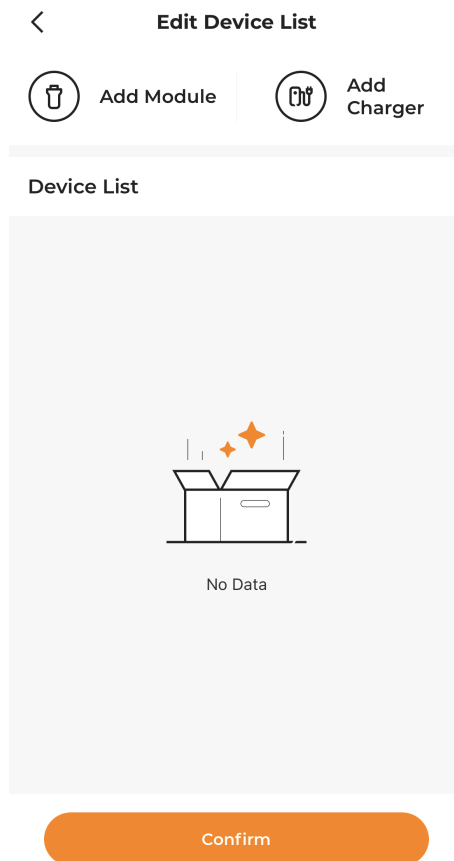 Edit Device List
Add Module
Add
Charger
Device List
No Data
Confirm